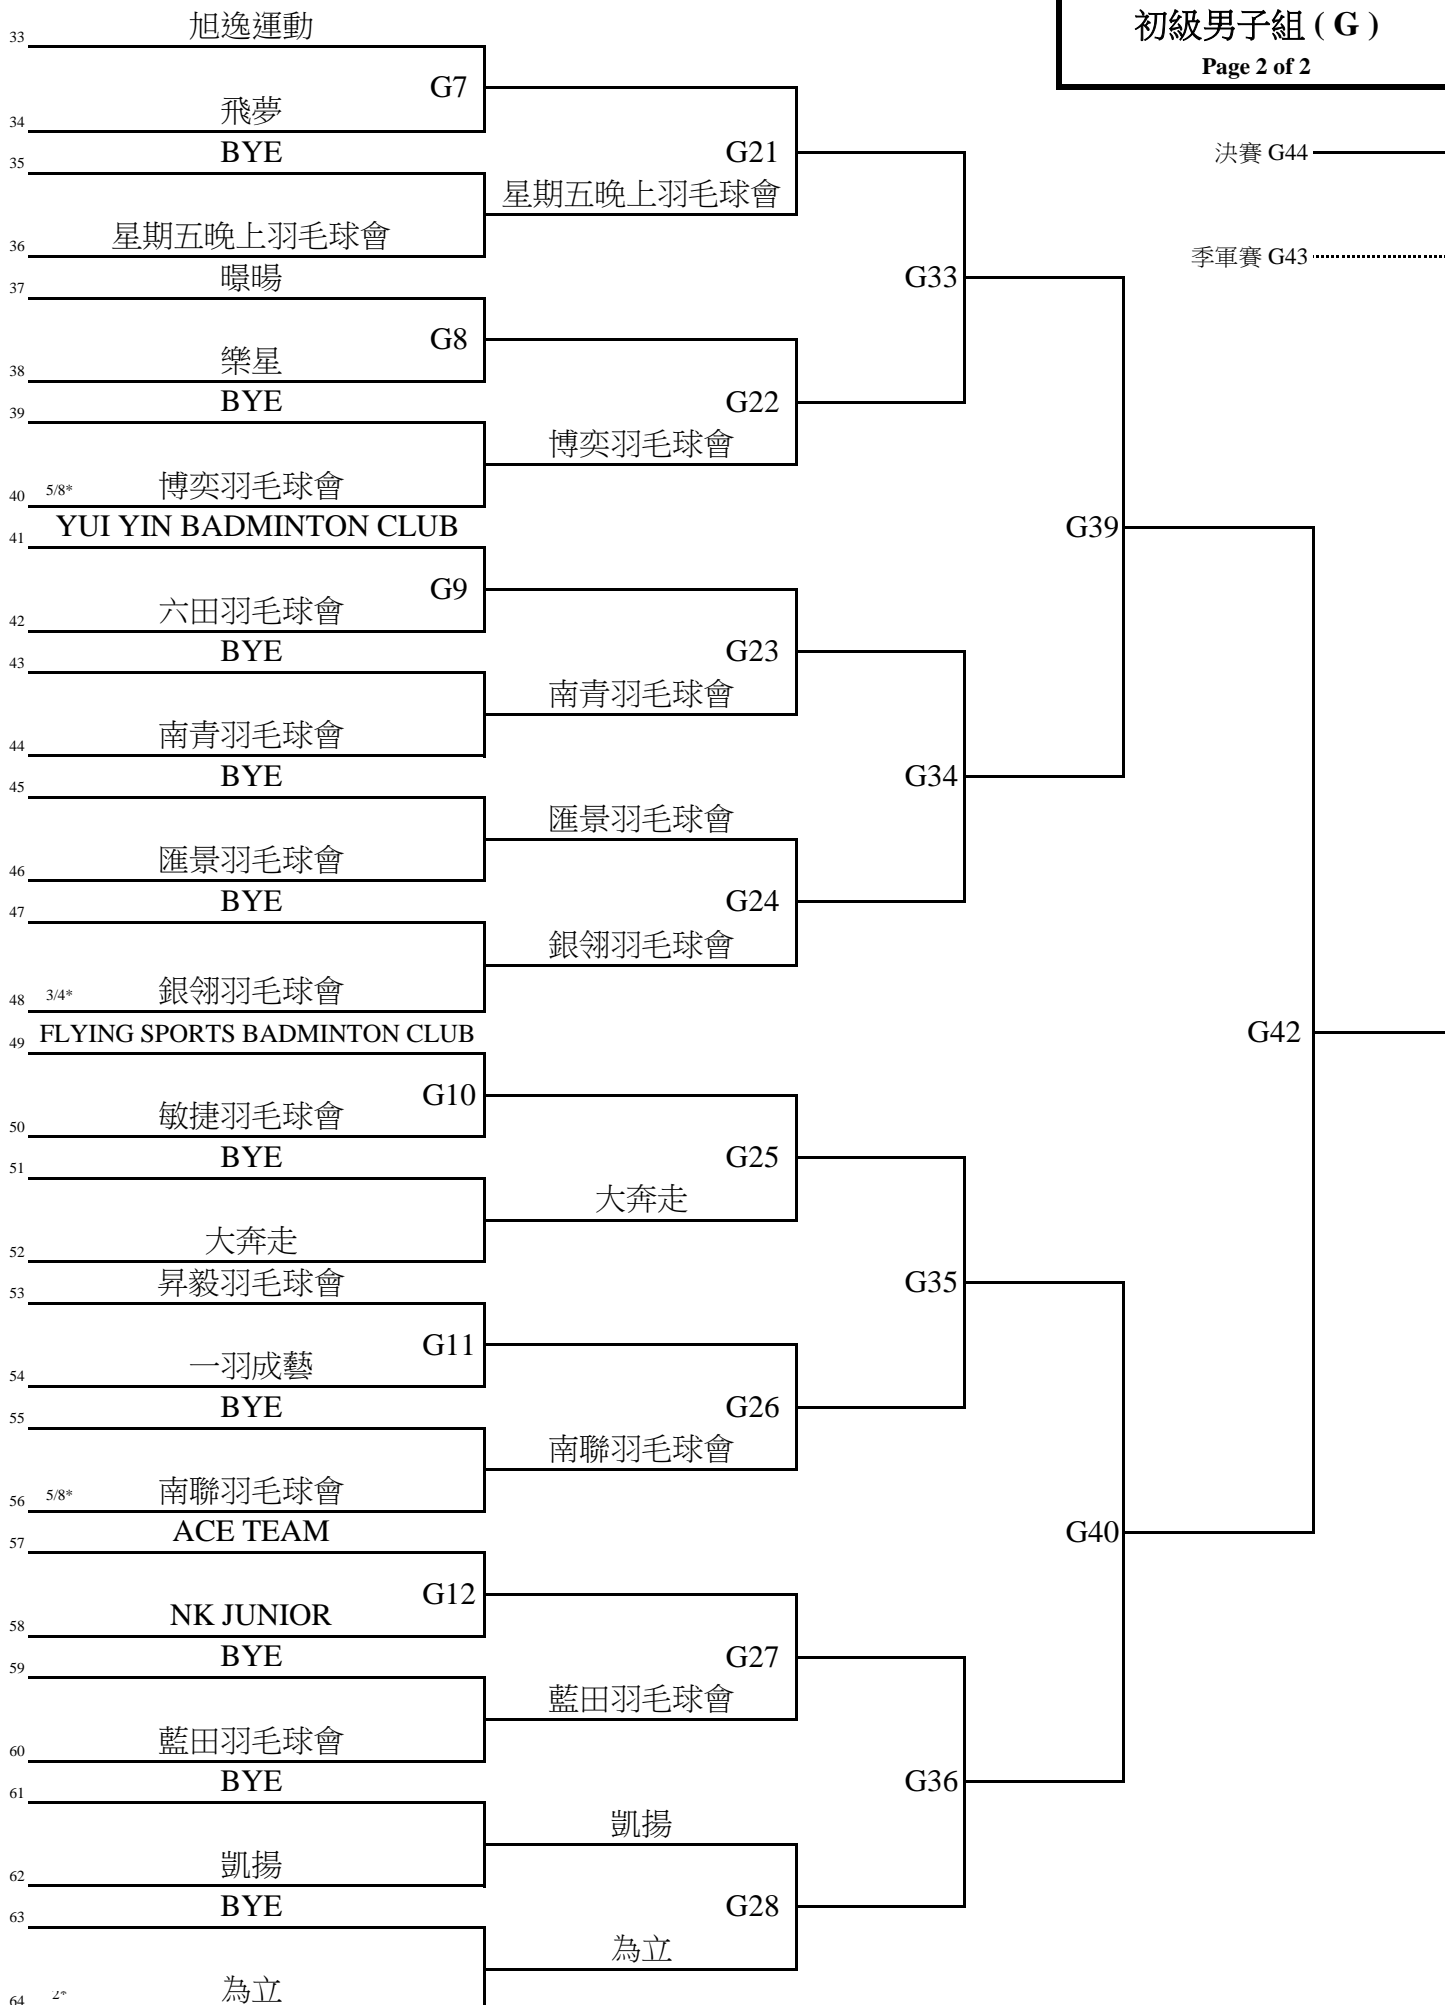 初級男子組 ( G )
Page 2 of 2
決賽 G44
季軍賽 G43
33 旭逸運動
G7
34 飛夢
35 BYE
G21
星期五晚上羽毛球會
36 星期五晚上羽毛球會
G33
37 暻暘
G8
38 樂星
39 BYE
G22
博奕羽毛球會
40 5/8* 博奕羽毛球會
G39
41 YUI YIN BADMINTON CLUB
G9
42 六田羽毛球會
43 BYE
G23
南青羽毛球會
44 南青羽毛球會
G34
45 BYE
匯景羽毛球會
46 匯景羽毛球會
47 BYE
G24
銀翎羽毛球會
48 3/4* 銀翎羽毛球會
G42
49 FLYING SPORTS BADMINTON CLUB
G10
50 敏捷羽毛球會
51 BYE
G25
大奔走
52 大奔走
G35
53 昇毅羽毛球會
G11
54 一羽成藝
55 BYE
G26
南聯羽毛球會
56 5/8* 南聯羽毛球會
G40
57 ACE TEAM
G12
58 NK JUNIOR
59 BYE
G27
藍田羽毛球會
60 藍田羽毛球會
G36
61 BYE
凱揚
62 凱揚
63 BYE
G28
為立
64 2* 為立